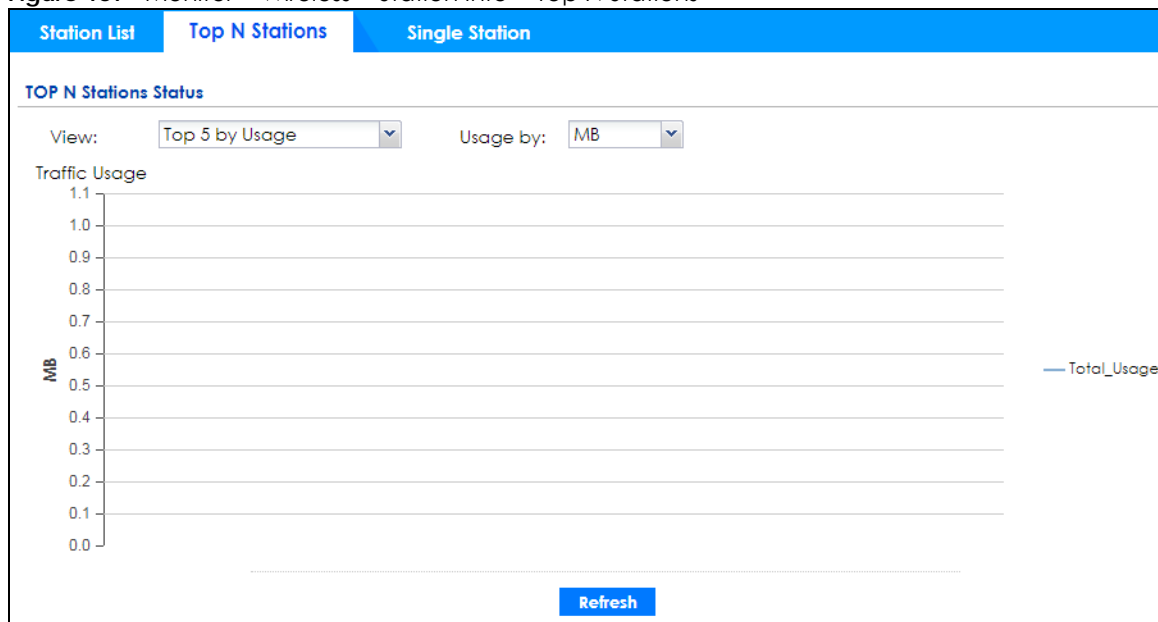 Station List Top N Stations Single Station
TOP N Stations Status
View: Top 5 by Usage Usage by: MB
Traffic Usage
1.1
1.0
0.9
0.8
0.7
0.6
0.5
0.4
0.3
0.2
0.1
0.0
MB
Total_Usage
Refresh